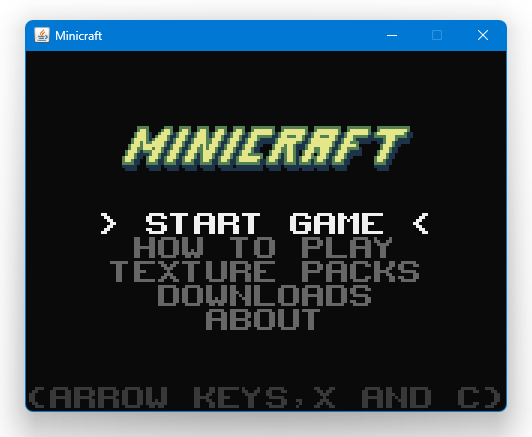 Minicraft
MINICRAFT
> START GAME <
HOW TO PLAY
TEXTURE PACKS
DOWNLOADS
ABOUT
(ARROW KEYS,X AND C)